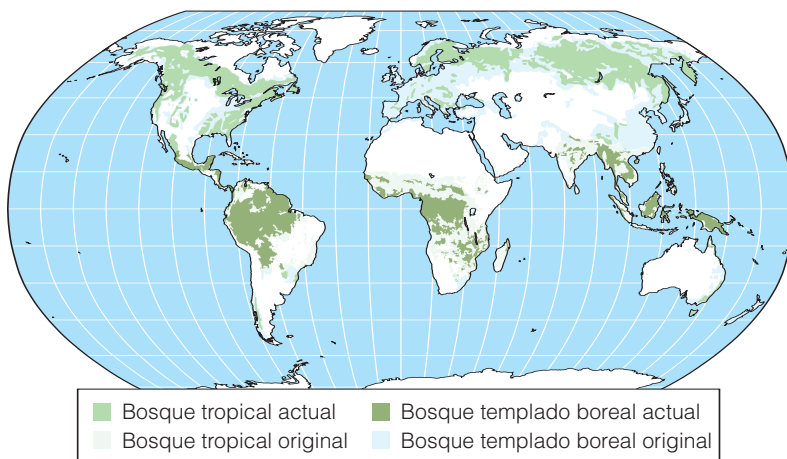 Bosque tropical actual
Bosque templado boreal actual
Bosque tropical original
Bosque templado boreal original